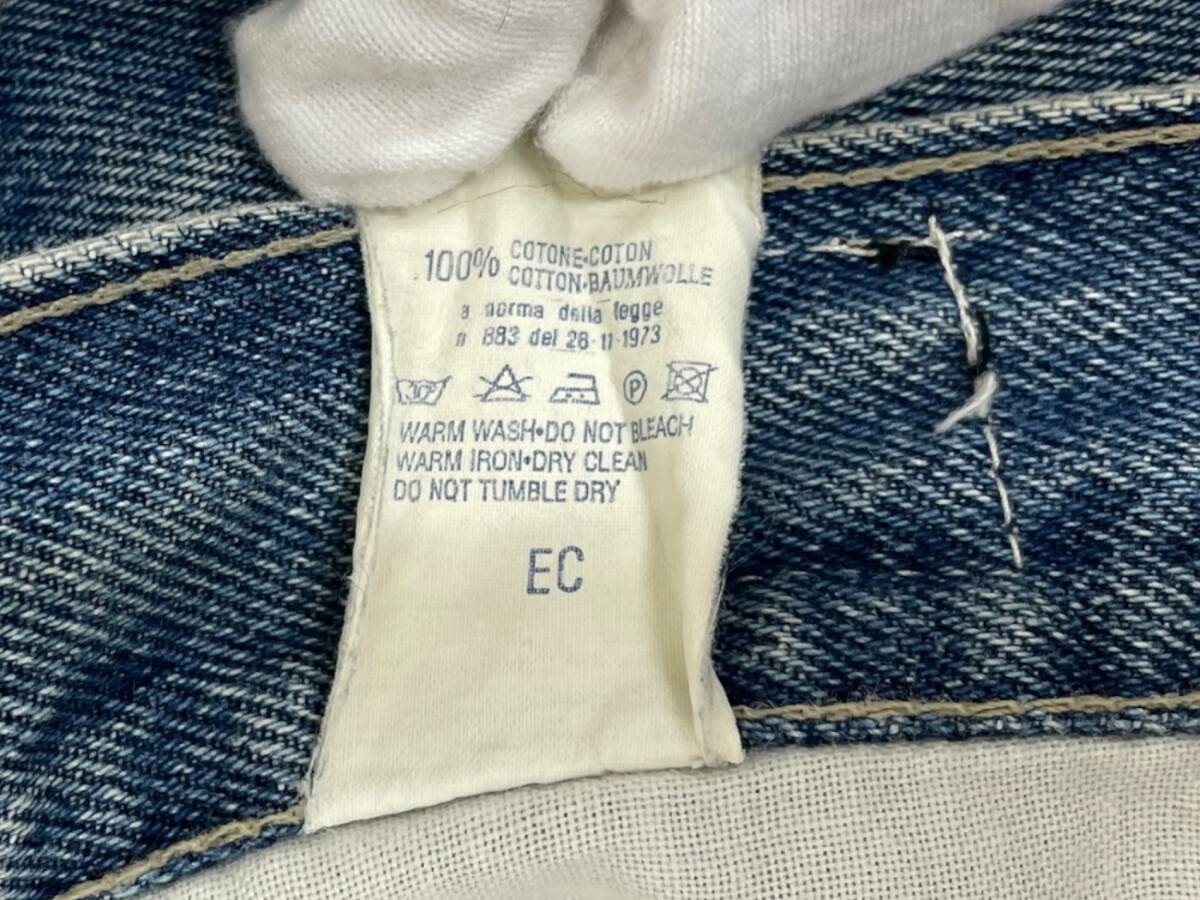 100% COTONE•COTON
COTTON•BAUMWOLLE
a norma della legge
n 883 del 26-11-1973
30° P
WARM WASH•DO NOT BLEACH
WARM IRON•DRY CLEAN
DO NOT TUMBLE DRY
EC